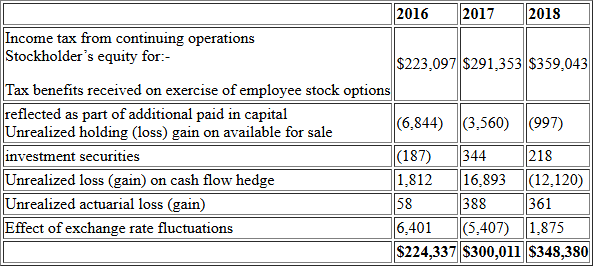 2016 2017 2018
Income tax from continuing operations
Stockholder’s equity for:-
$223,097 $291,353 $359,043
Tax benefits received on exercise of employee stock options
reflected as part of additional paid in capital
(6,844) (3,560) (997)
Unrealized holding (loss) gain on available for sale
investment securities (187) 344 218
Unrealized loss (gain) on cash flow hedge 1,812 16,893 (12,120)
Unrealized actuarial loss (gain) 58 388 361
Effect of exchange rate fluctuations 6,401 (5,407) 1,875
$224,337 $300,011 $348,380